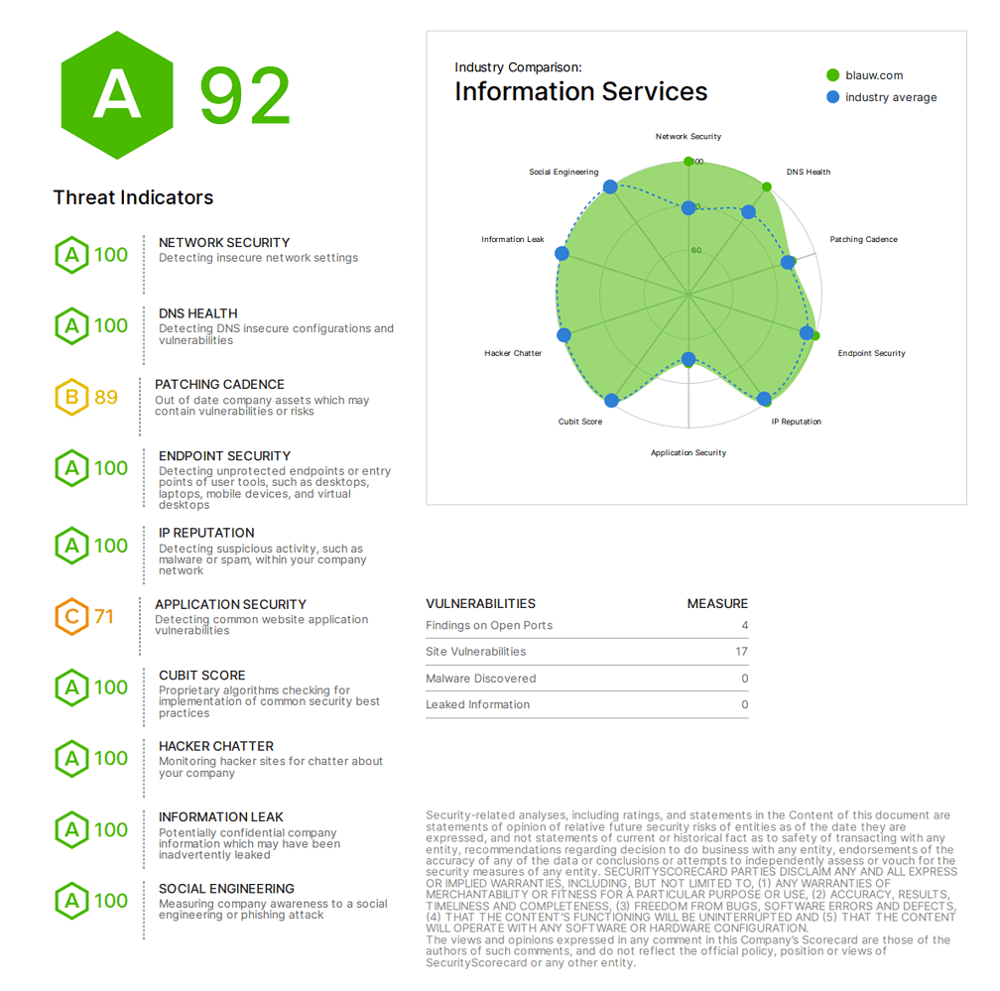 A 92
Threat Indicators
A 100
NETWORK SECURITY
Detecting insecure network settings
A 100
DNS HEALTH
Detecting DNS insecure configurations and
vulnerabilities
B 89
PATCHING CADENCE
Out of date company assets which may
contain vulnerabilities or risks
A 100
ENDPOINT SECURITY
Detecting unprotected endpoints or entry
points of user tools, such as desktops,
laptops, mobile devices, and virtual
desktops
A 100
IP REPUTATION
Detecting suspicious activity, such as
malware or spam, within your company
network
C 71
APPLICATION SECURITY
Detecting common website application
vulnerabilities
A 100
CUBIT SCORE
Proprietary algorithms checking for
implementation of common security best
practices
A 100
HACKER CHATTER
Monitoring hacker sites for chatter about
your company
A 100
INFORMATION LEAK
Potentially confidential company
information which may have been
inadvertently leaked
A 100
SOCIAL ENGINEERING
Measuring company awareness to a social
engineering or phishing attack
Industry Comparison:
Information Services
blauw.com
industry average
Network Security
DNS Health
Patching Cadence
Endpoint Security
IP Reputation
Application Security
Cubit Score
Hacker Chatter
Information Leak
Social Engineering
60
VULNERABILITIES MEASURE
Findings on Open Ports 4
Site Vulnerabilities 17
Malware Discovered 0
Leaked Information 0
Security-related analyses, including ratings, and statements in the Content of this document are
statements of opinion of relative future security risks of entities as of the date they are
expressed, and not statements of current or historical fact as to safety of transacting with any
entity, recommendations regarding decision to do business with any entity, endorsements of the
accuracy of any of the data or conclusions or attempts to independently assess or vouch for the
security measures of any entity. SECURITYSCORECARD PARTIES DISCLAIM ANY AND ALL EXPRESS
OR IMPLIED WARRANTIES, INCLUDING, BUT NOT LIMITED TO, (1) ANY WARRANTIES OF
MERCHANTABILITY OR FITNESS FOR A PARTICULAR PURPOSE OR USE, (2) ACCURACY, RESULTS,
TIMELINESS AND COMPLETENESS, (3) FREEDOM FROM BUGS, SOFTWARE ERRORS AND DEFECTS,
(4) THAT THE CONTENT'S FUNCTIONING WILL BE UNINTERRUPTED AND (5) THAT THE CONTENT
WILL OPERATE WITH ANY SOFTWARE OR HARDWARE CONFIGURATION.
The views and opinions expressed in any comment in this Company's Scorecard are those of the
authors of such comments, and do not reflect the official policy, position or views of
SecurityScorecard or any other entity.